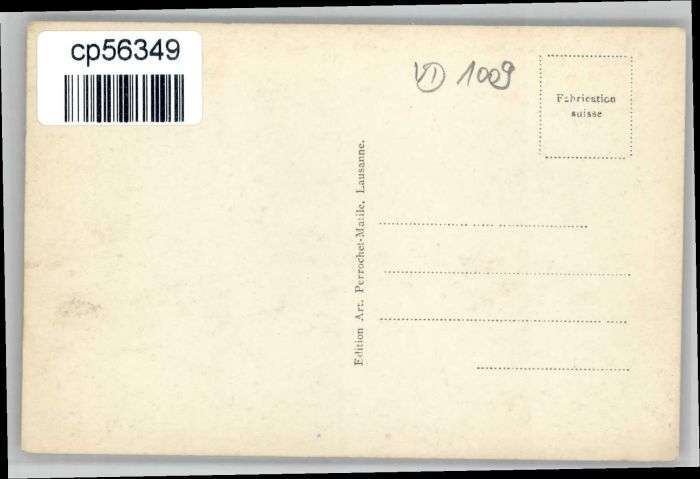 cp56349
VD 1009
Fabrication
suisse
Edition Art. Perrochet-Matile, Lausanne.